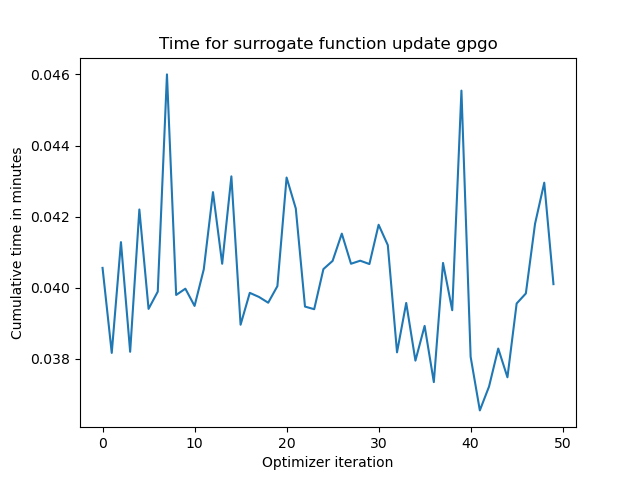 Time for surrogate function update gpgo
0.046
0.044
0.042
0.040
0.038
Cumulative time in minutes
0 10 20 30 40 50
Optimizer iteration